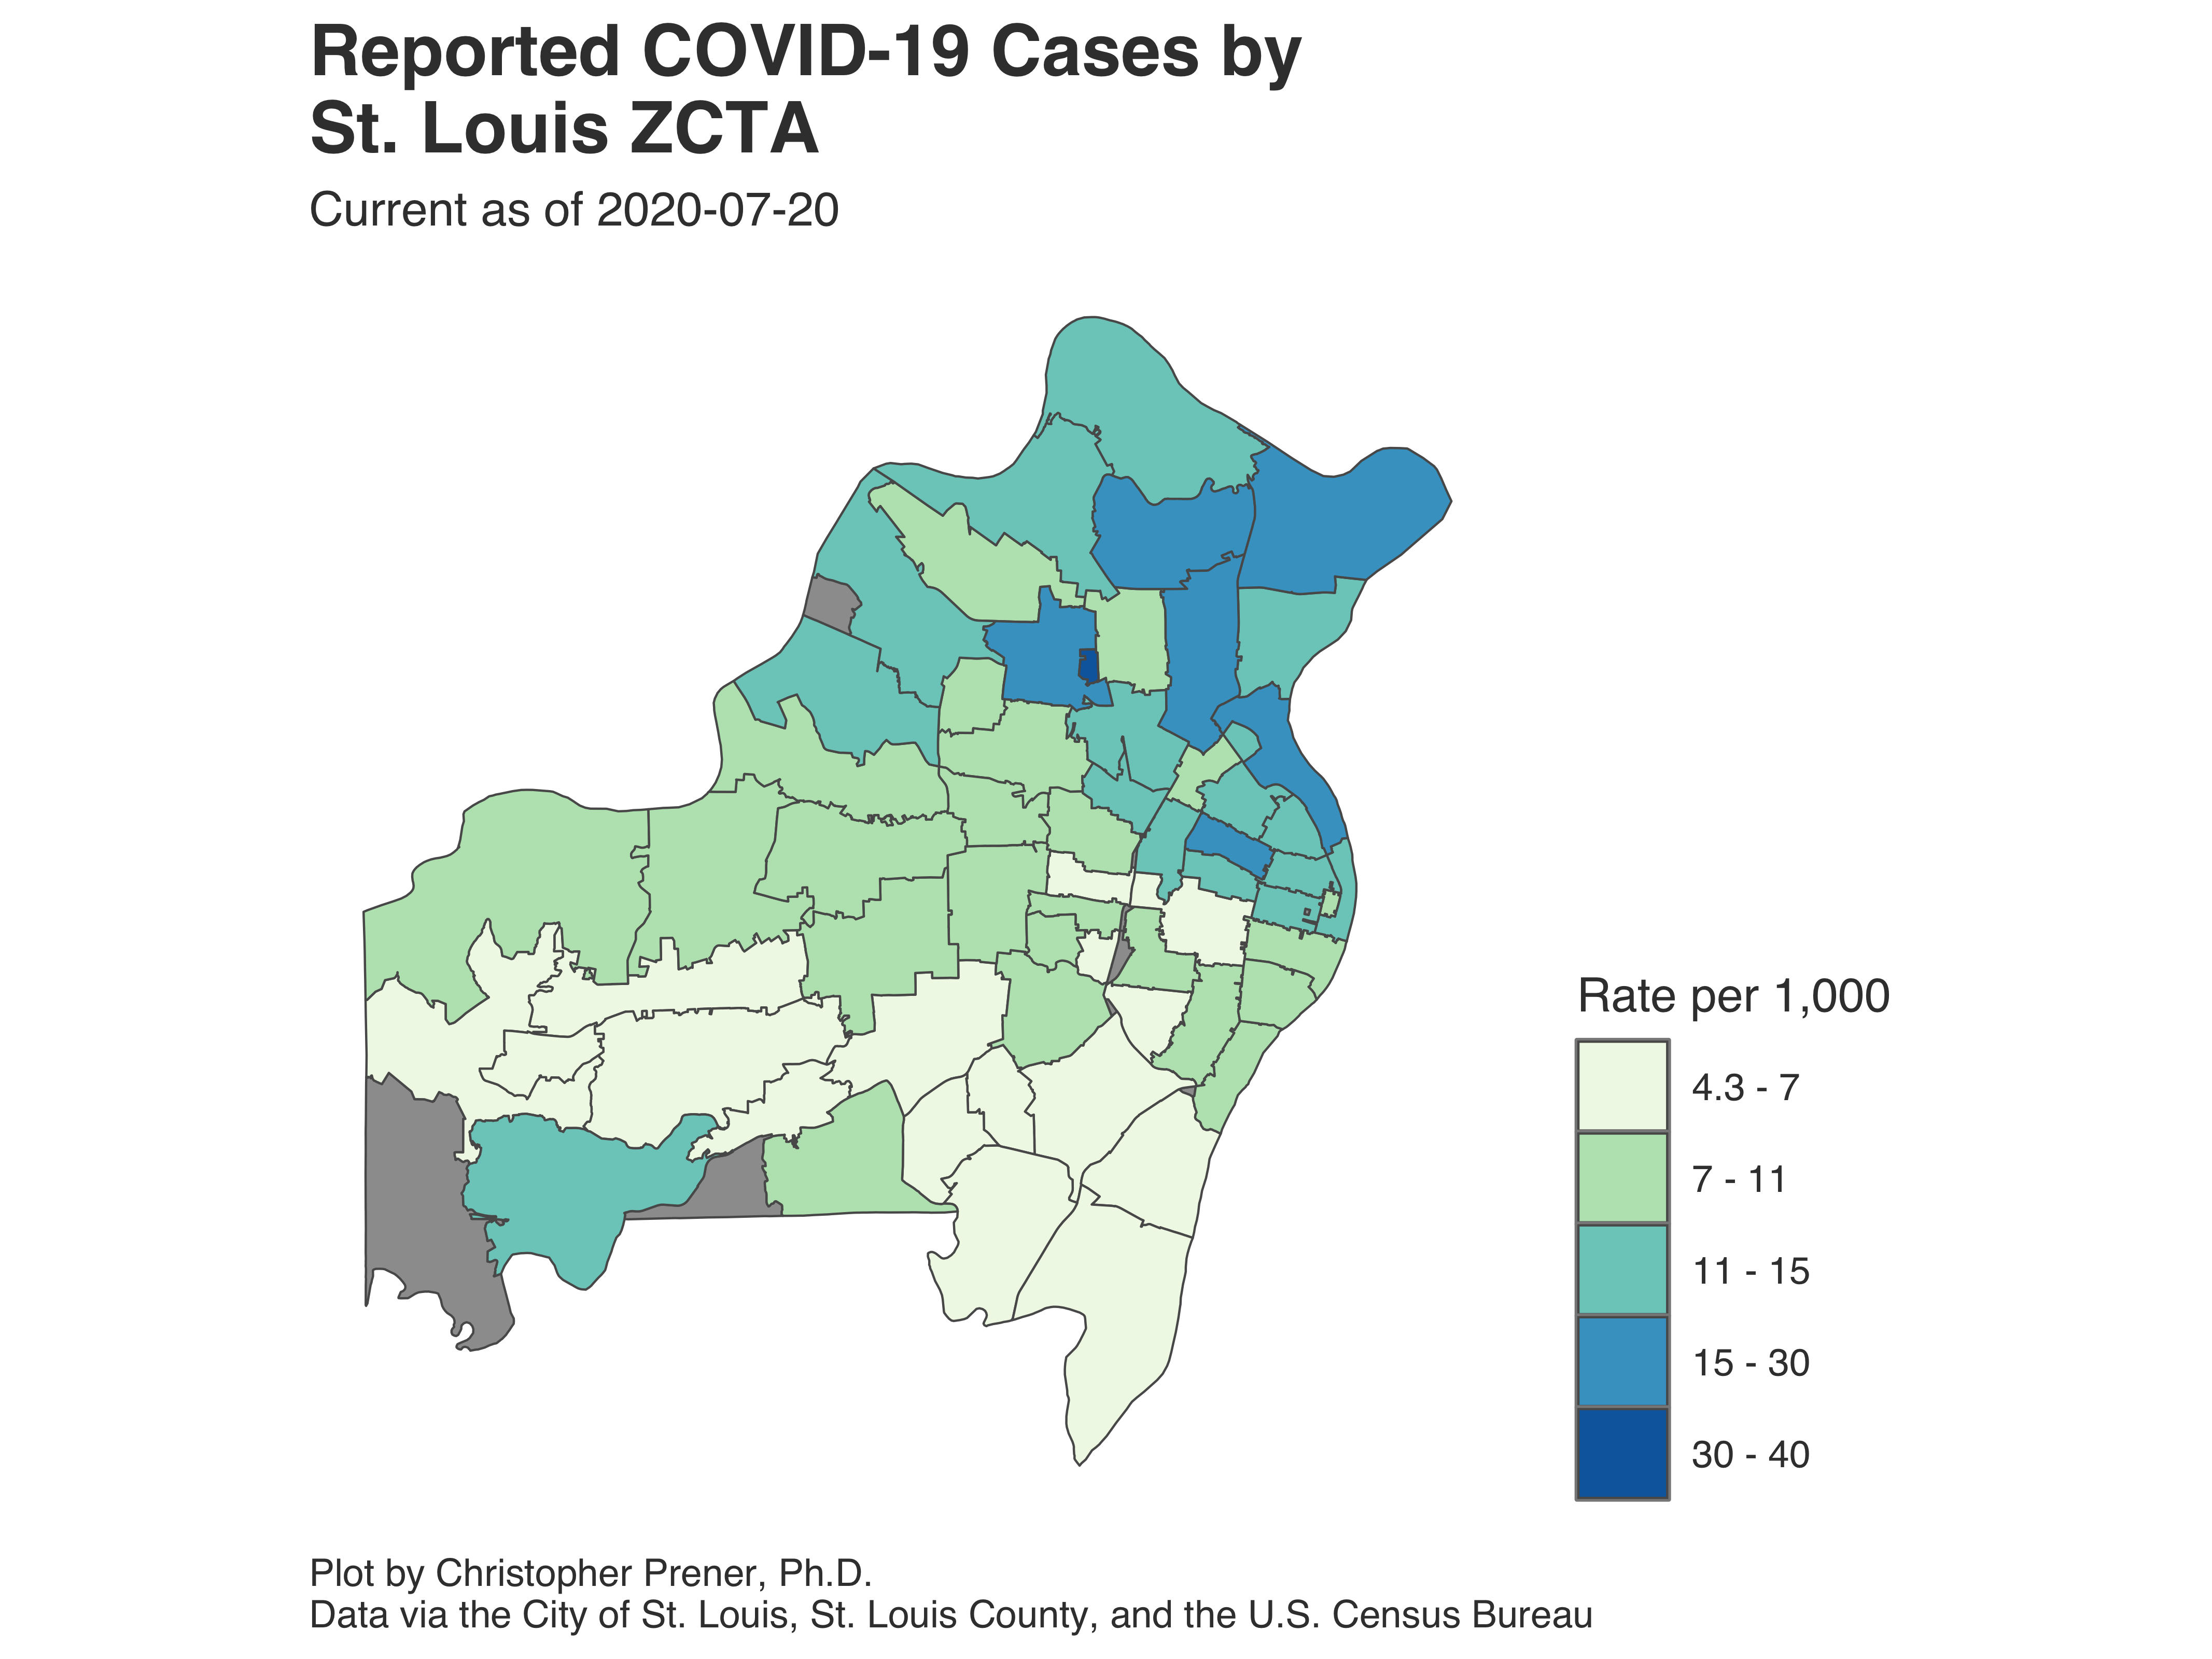 Reported COVID-19 Cases by
St. Louis ZCTA
Current as of 2020-07-20
Rate per 1,000
4.3 - 7
7 - 11
11 - 15
15 - 30
30 - 40
Plot by Christopher Prener, Ph.D.
Data via the City of St. Louis, St. Louis County, and the U.S. Census Bureau